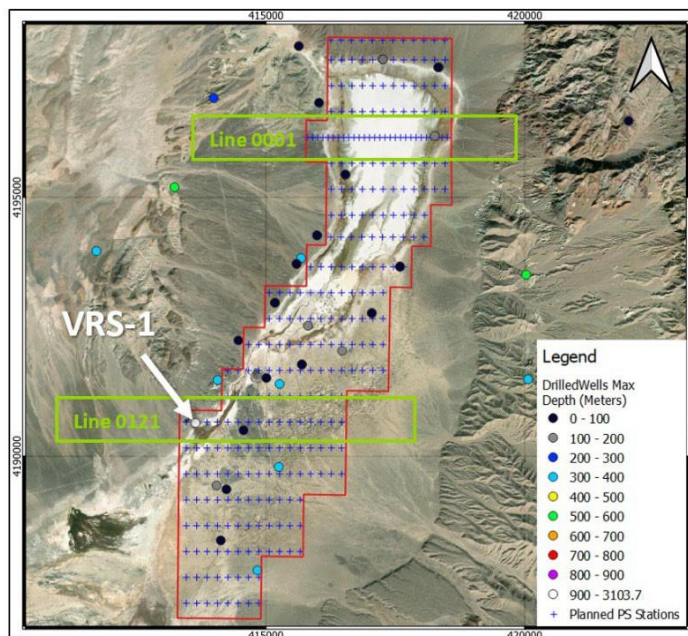 415000
420000
4195000
4195000
Line 0001
VRS-1
Line 0121
4190000
4190000
Legend
DrilledWells Max
Depth (Meters)
0 - 100
100 - 200
200 - 300
300 - 400
400 - 500
500 - 600
600 - 700
700 - 800
800 - 900
900 - 3103.7
Planned PS Stations
415000
420000